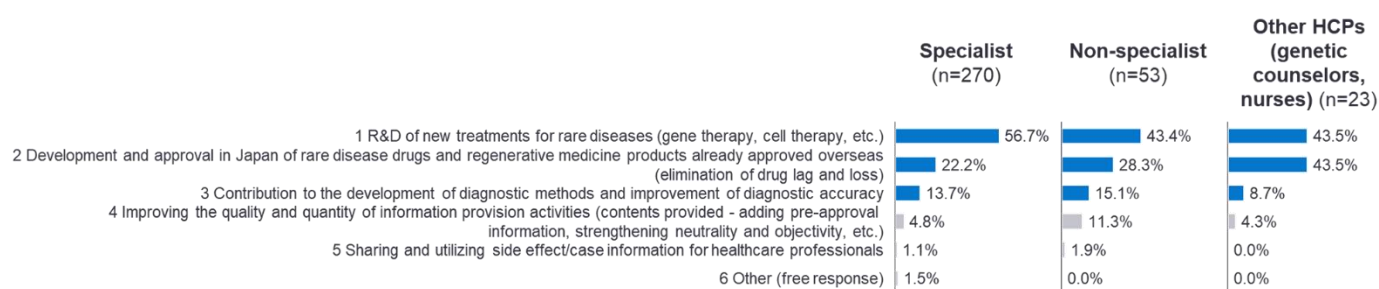 Specialist
(n=270)
Non-specialist
(n=53)
Other HCPs
(genetic
counselors,
nurses) (n=23)
1 R&D of new treatments for rare diseases (gene therapy, cell therapy, etc.) 56.7% 43.4% 43.5%
2 Development and approval in Japan of rare disease drugs and regenerative medicine products already approved overseas
(elimination of drug lag and loss) 22.2% 28.3% 43.5%
3 Contribution to the development of diagnostic methods and improvement of diagnostic accuracy 13.7% 15.1% 8.7%
4 Improving the quality and quantity of information provision activities (contents provided - adding pre-approval
information, strengthening neutrality and objectivity, etc.) 4.8% 11.3% 4.3%
5 Sharing and utilizing side effect/case information for healthcare professionals 1.1% 1.9% 0.0%
6 Other (free response) 1.5% 0.0% 0.0%